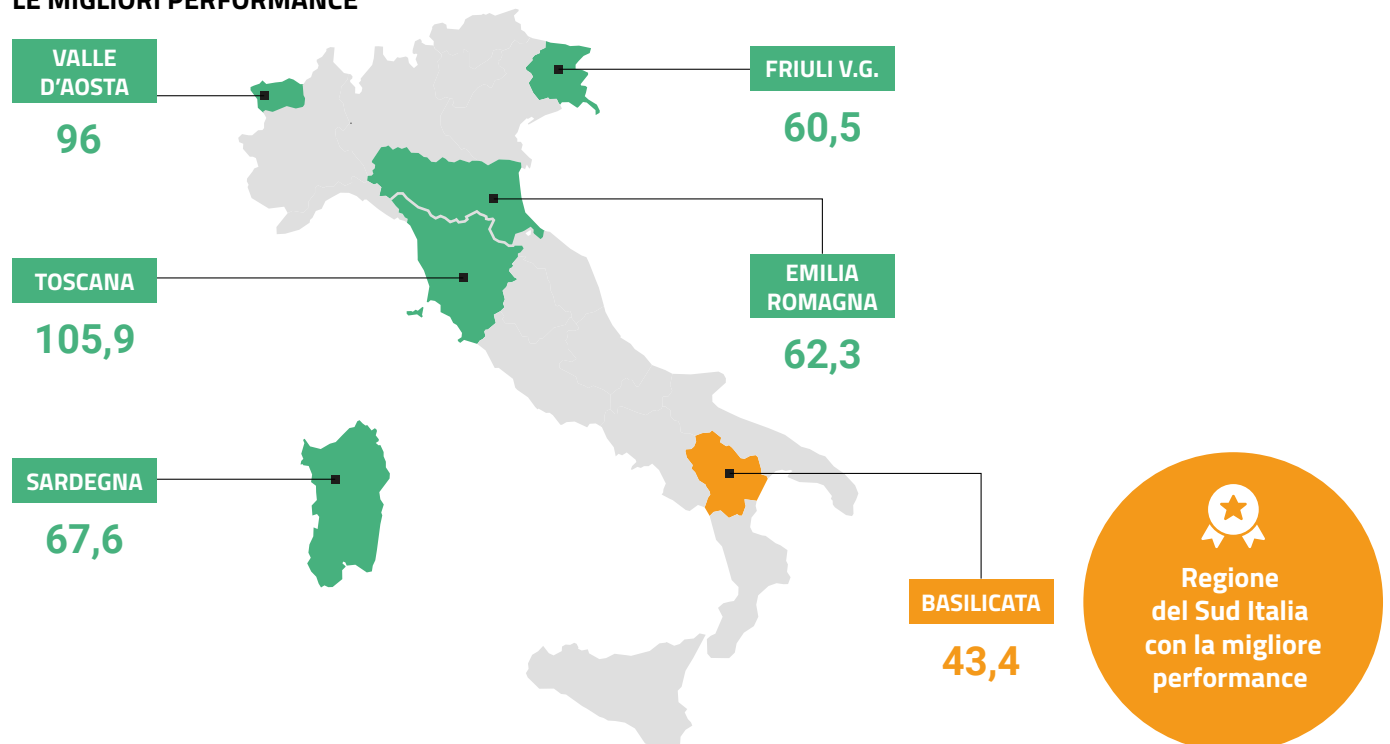 LE MIGLIORI PERFORMANCE
VALLE
D'AOSTA
96
FRIULI V.G.
60,5
TOSCANA
105,9
EMILIA
ROMAGNA
62,3
SARDEGNA
67,6
BASILICATA
43,4
Regione
del Sud Italia
con la migliore
performance